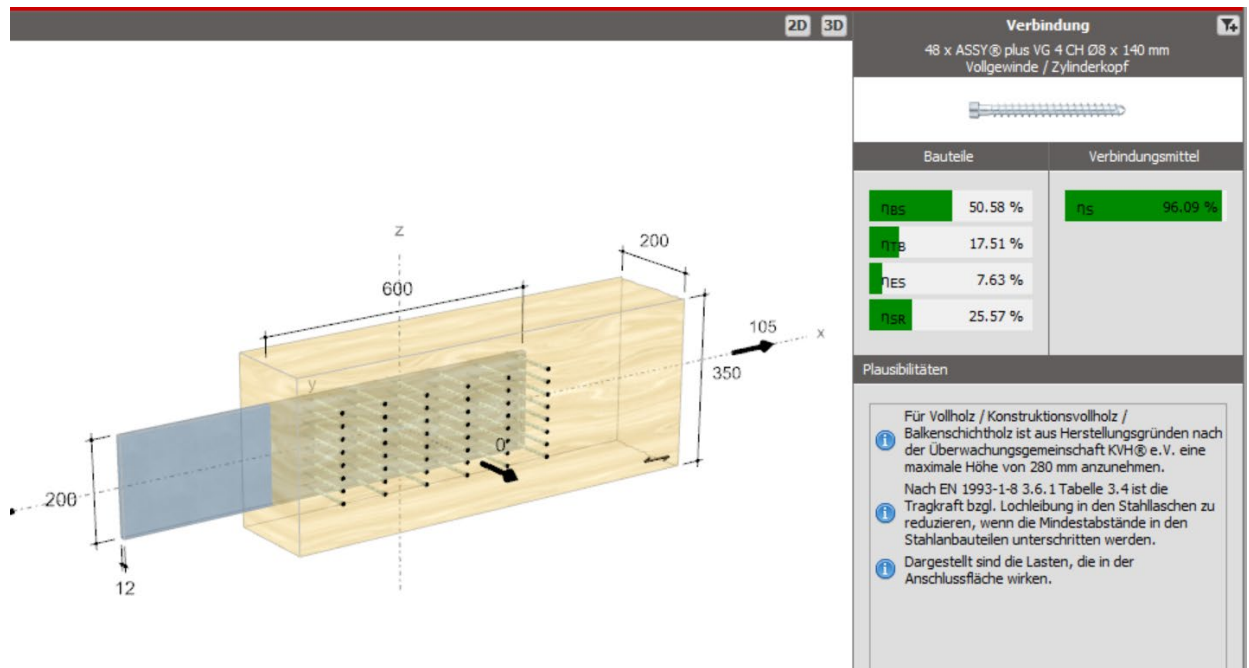 2D 3D
Verbindung
48 x ASSY® plus VG 4 CH Ø8 x 140 mm
Vollgewinde / Zylinderkopf
Bauteile
Verbindungsmittel
ηBS 50.58 %
ηTB 17.51 %
ηES 7.63 %
ηSR 25.57 %
ηS 96.09 %
z
200
600
105
x
350
y
0
200
12
Plausibilitäten
Für Vollholz / Konstruktionsvollholz /
Balkenschichtholz ist aus Herstellungsgründen nach
der Überwachungsgemeinschaft KVH® e.V. eine
maximale Höhe von 280 mm anzunehmen.
Nach EN 1993-1-8 3.6.1 Tabelle 3.4 ist die
Tragkraft bzgl. Lochleibung in den Stahllaschen zu
reduzieren, wenn die Mindestabstände in den
Stahlanbauteilen unterschritten werden.
Dargestellt sind die Lasten, die in der
Anschlussfläche wirken.